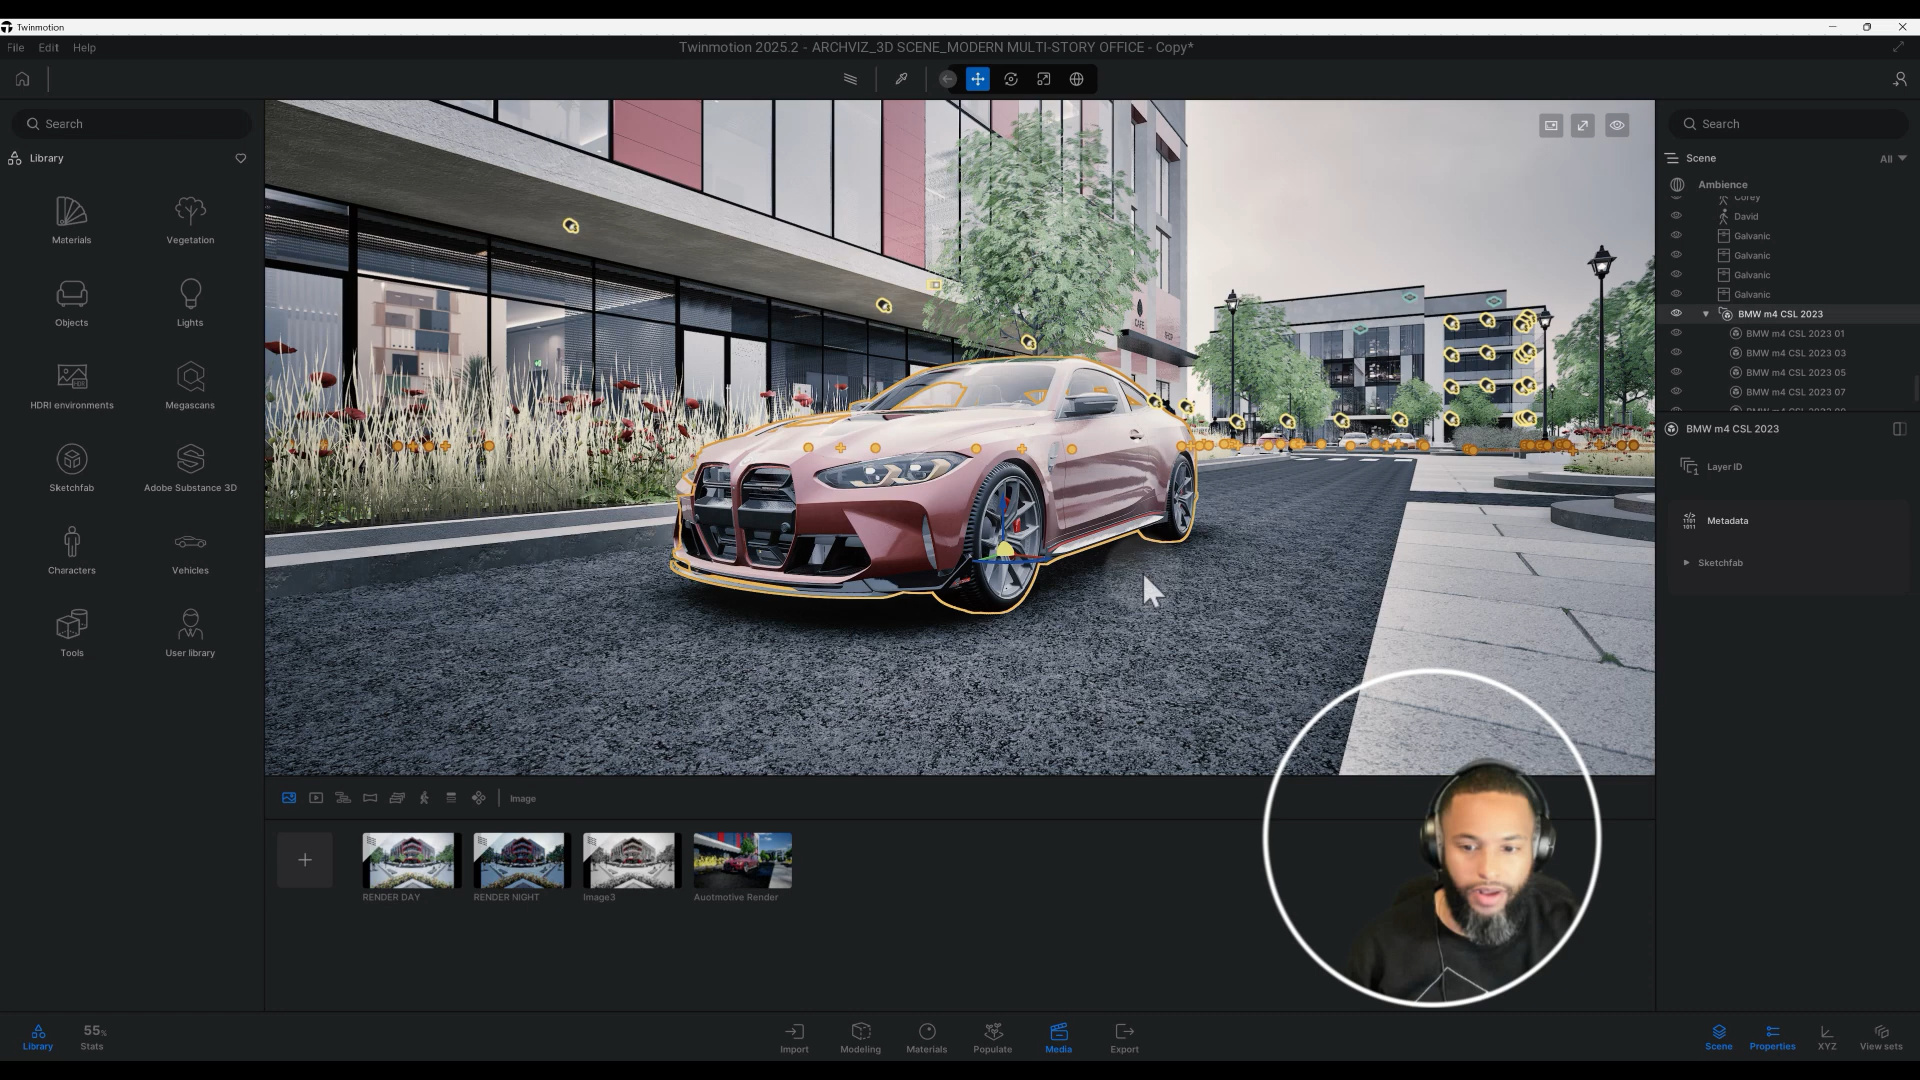 Twinmotion
File Edit Help
Twinmotion 2025.2 - ARCHVIZ_3D SCENE_MODERN MULTI-STORY OFFICE - Copy*
Search
Library
Materials
Vegetation
Objects
Lights
HDRI environments
Megascans
Sketchfab
Adobe Substance 3D
Characters
Vehicles
Tools
User library
CAFE
SHOP
Search
Scene
All
Ambience
Corey
David
Galvanic
Galvanic
Galvanic
Galvanic
BMW m4 CSL 2023
BMW m4 CSL 2023 01
BMW m4 CSL 2023 03
BMW m4 CSL 2023 05
BMW m4 CSL 2023 07
BMW m4 CSL 2023
Layer ID
Metadata
Sketchfab
Image
RENDER DAY
RENDER NIGHT
Image3
Auotmotive Render
Library
55%
Stats
Import
Modeling
Materials
Populate
Media
Export
Scene
Properties
XYZ
View sets